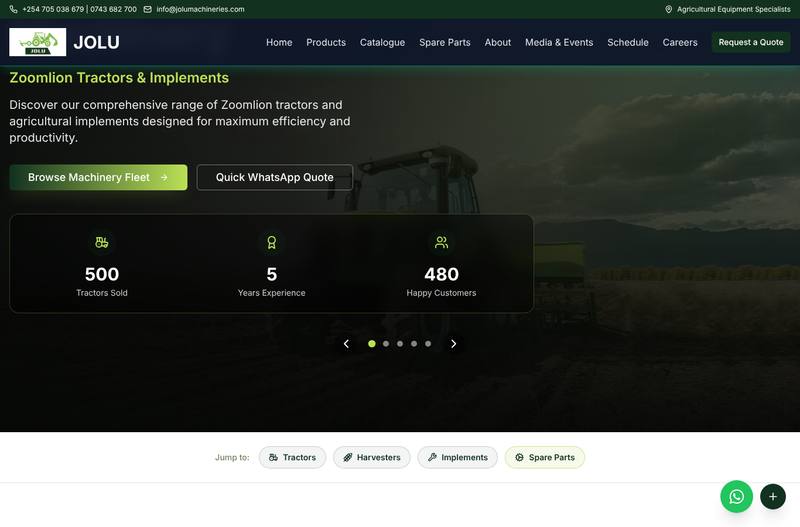 +254 705 038 679 | 0743 682 700 info@jolumachineries.com Agricultural Equipment Specialists
JOLU JOLU Home Products Catalogue Spare Parts About Media & Events Schedule Careers Request a Quote
Zoomlion Tractors & Implements
Discover our comprehensive range of Zoomlion tractors and
agricultural implements designed for maximum efficiency and
productivity.
Browse Machinery Fleet → Quick WhatsApp Quote
500 5 480
Tractors Sold Years Experience Happy Customers
Jump to: Tractors Harvesters Implements Spare Parts